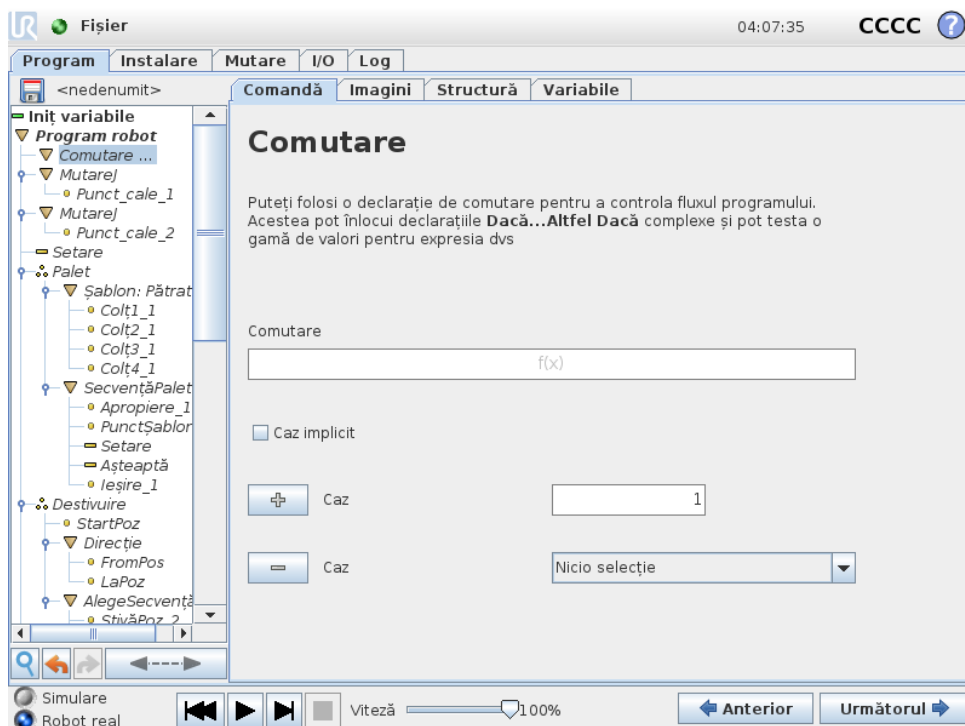 UR Fișier 04:07:35 CCCC ?
Program Instalare Mutare I/O Log
<nedenumit>
Comandă Imagini Structură Variabile
Iniț variabile
Program robot
Comutare ...
MutareJ
Punct_cale_1
MutareJ
Punct_cale_2
Setare
Palet
Șablon: Pătrat
Colț1_1
Colț2_1
Colț3_1
Colț4_1
SecvențăPalet
Apropiere_1
PunctȘablon
Setare
Așteaptă
Ieșire_1
Destivuire
StartPoz
Direcție
FromPos
LaPoz
AlegeSecvență
StivăPoz_2
Comutare
Puteți folosi o declarație de comutare pentru a controla fluxul programului.
Acestea pot înlocui declarațiile Dacă...Altfel Dacă complexe și pot testa o
gamă de valori pentru expresia dvs
Comutare
f(x)
Caz implicit
Caz 1
Caz Nicio selecție
Simulare
Robot real
Viteză 100%
Anterior Următorul